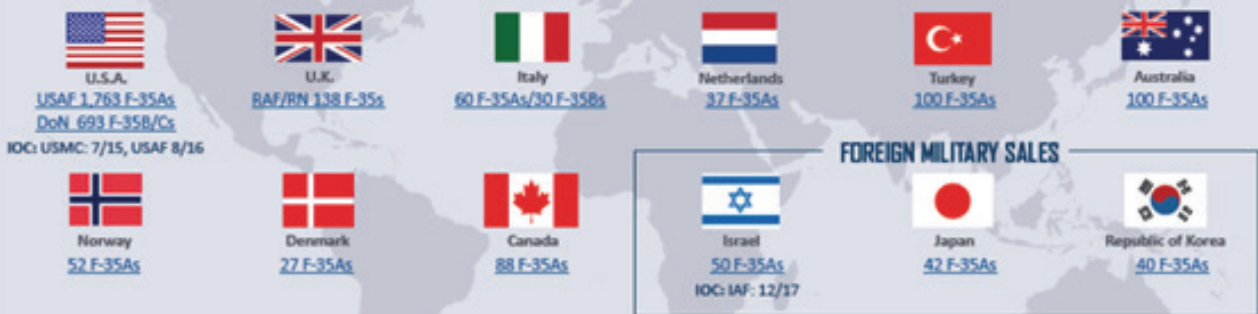 U.S.A.
USAF 1,763 F-35As
DoN 693 F-35B/Cs
IOC: USMC: 7/15, USAF 8/16
U.K.
RAF/RN 138 F-35s
Italy
60 F-35As/30 F-35Bs
Netherlands
37 F-35As
Turkey
100 F-35As
Australia
100 F-35As
Norway
52 F-35As
Denmark
27 F-35As
Canada
88 F-35As
FOREIGN MILITARY SALES
Israel
50 F-35As
IOC: IAF: 12/17
Japan
42 F-35As
Republic of Korea
40 F-35As